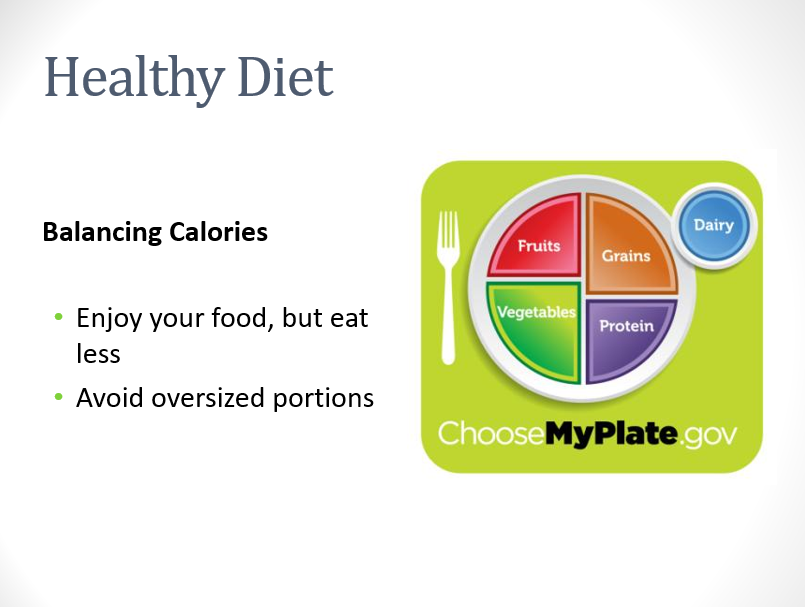 Healthy Diet
Balancing Calories
• Enjoy your food, but eat
less
• Avoid oversized portions
Fruits
Grains
Dairy
Vegetables
Protein
ChooseMyPlate.gov